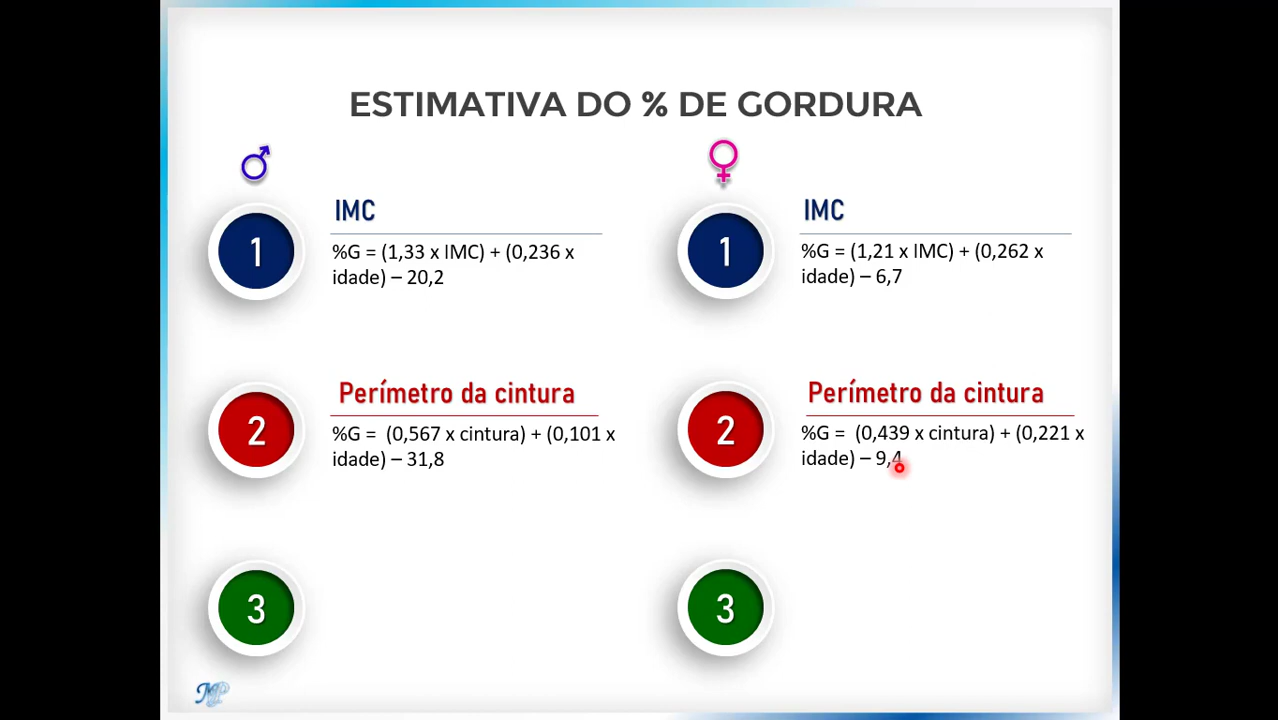 ESTIMATIVA DO % DE GORDURA
1
IMC
%G = (1,33 x IMC) + (0,236 x
idade) – 20,2
2
Perímetro da cintura
%G = (0,567 x cintura) + (0,101 x
idade) – 31,8
3
1
IMC
%G = (1,21 x IMC) + (0,262 x
idade) – 6,7
2
Perímetro da cintura
%G = (0,439 x cintura) + (0,221 x
idade) – 9,4
3